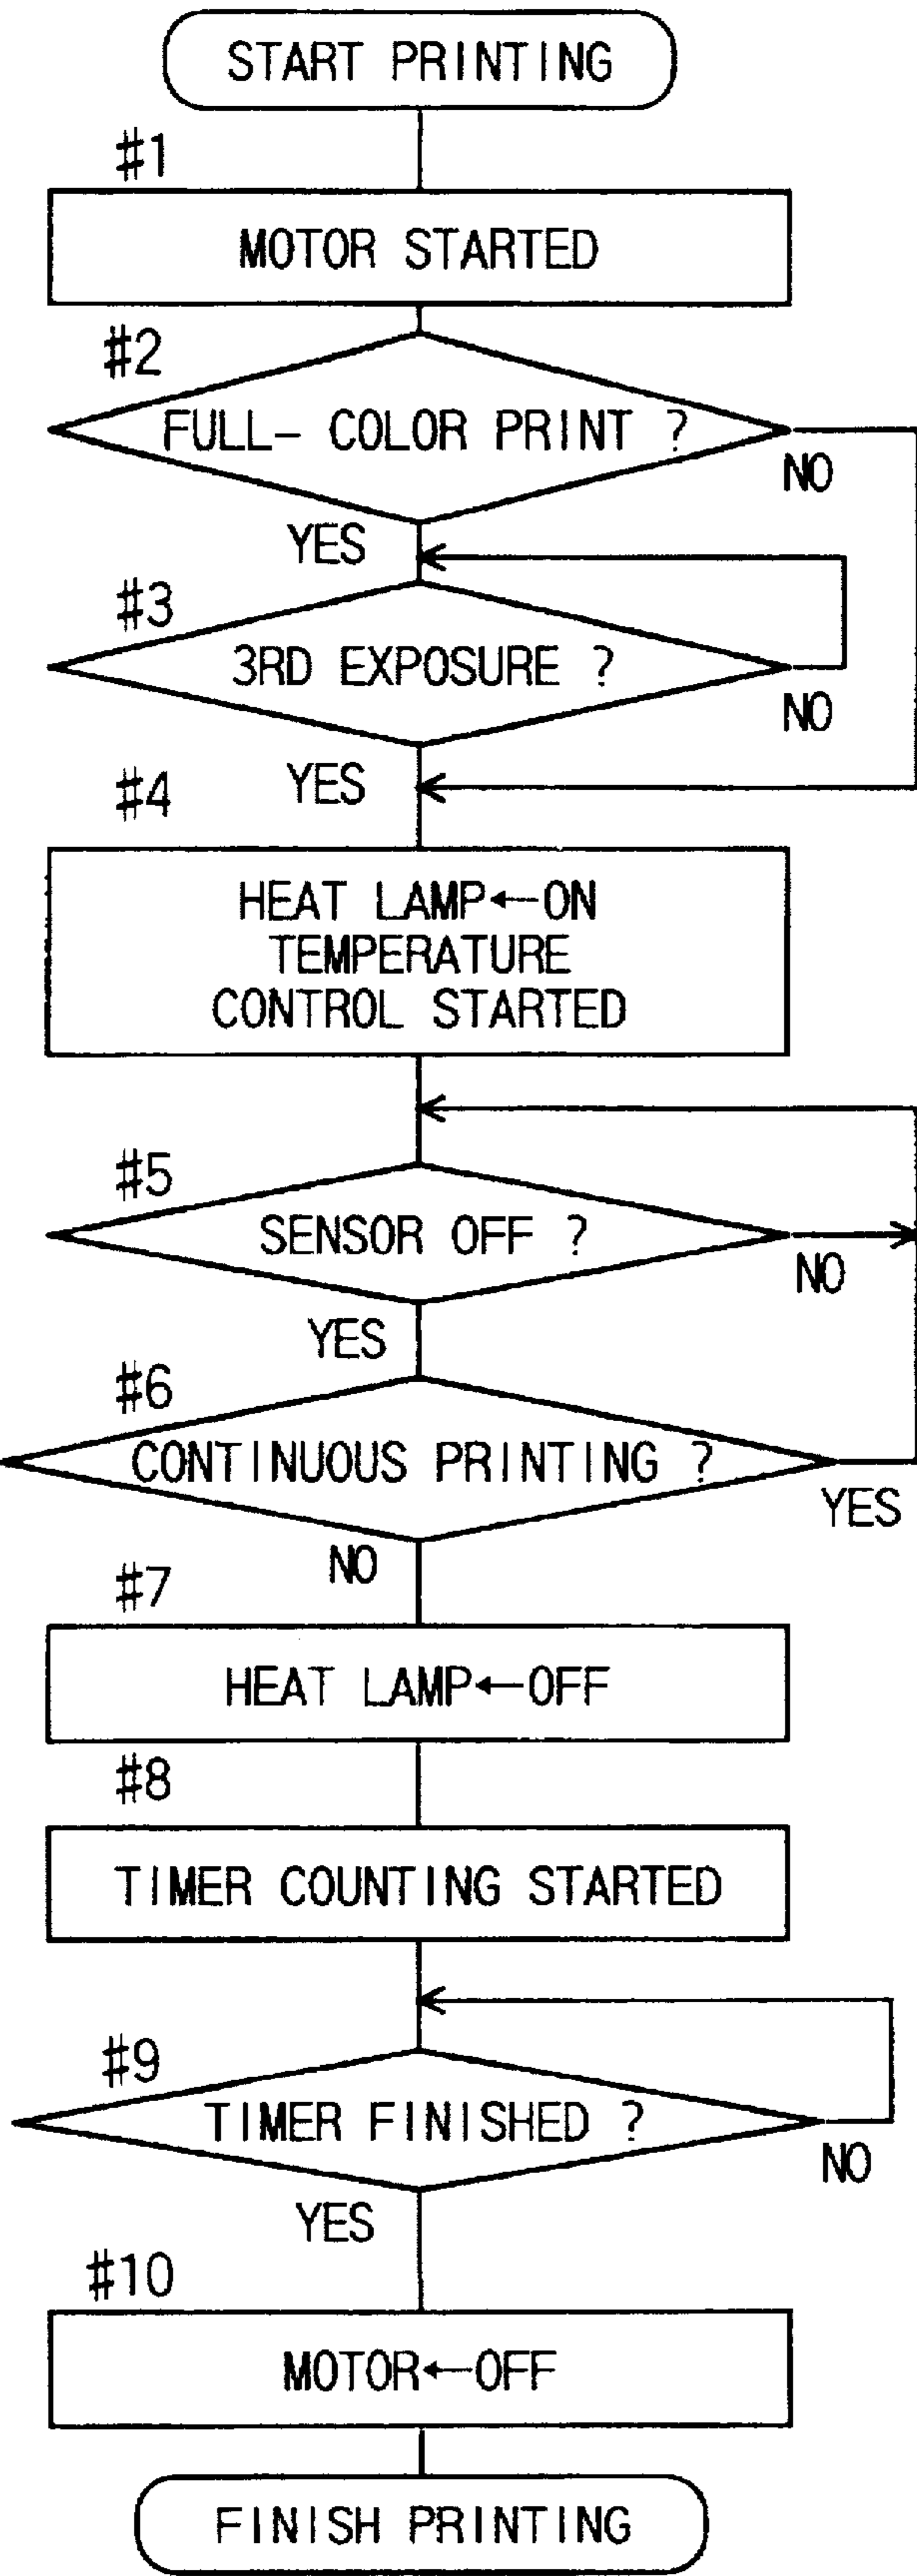 START PRINTING
#1
MOTOR STARTED
#2
FULL- COLOR PRINT ?
NO
YES
#3
3RD EXPOSURE ?
NO
YES
#4
HEAT LAMP←ON
TEMPERATURE
CONTROL STARTED
#5
SENSOR OFF ?
NO
YES
#6
CONTINUOUS PRINTING ?
YES
NO
#7
HEAT LAMP←OFF
#8
TIMER COUNTING STARTED
#9
TIMER FINISHED ?
NO
YES
#10
MOTOR←OFF
FINISH PRINTING